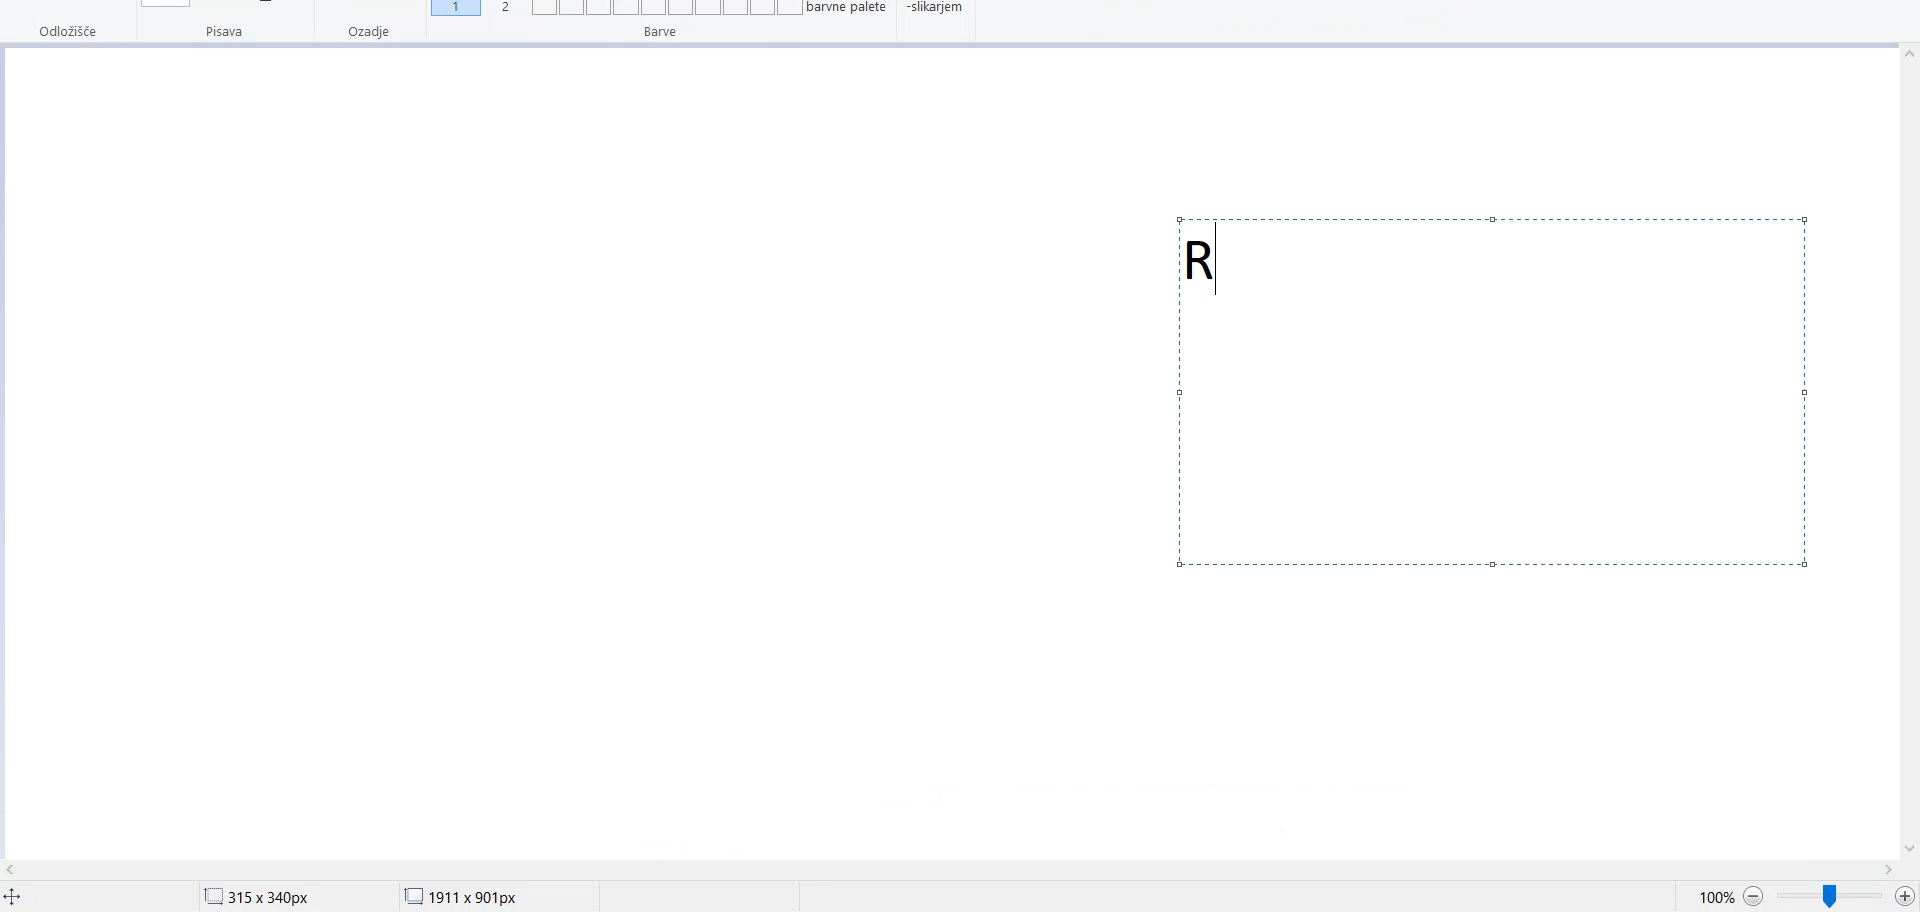 1 2 barvne palete -slikarjem
Odložišče Pisava Ozadje Barve
R
315 x 340px 1911 x 901px 100%